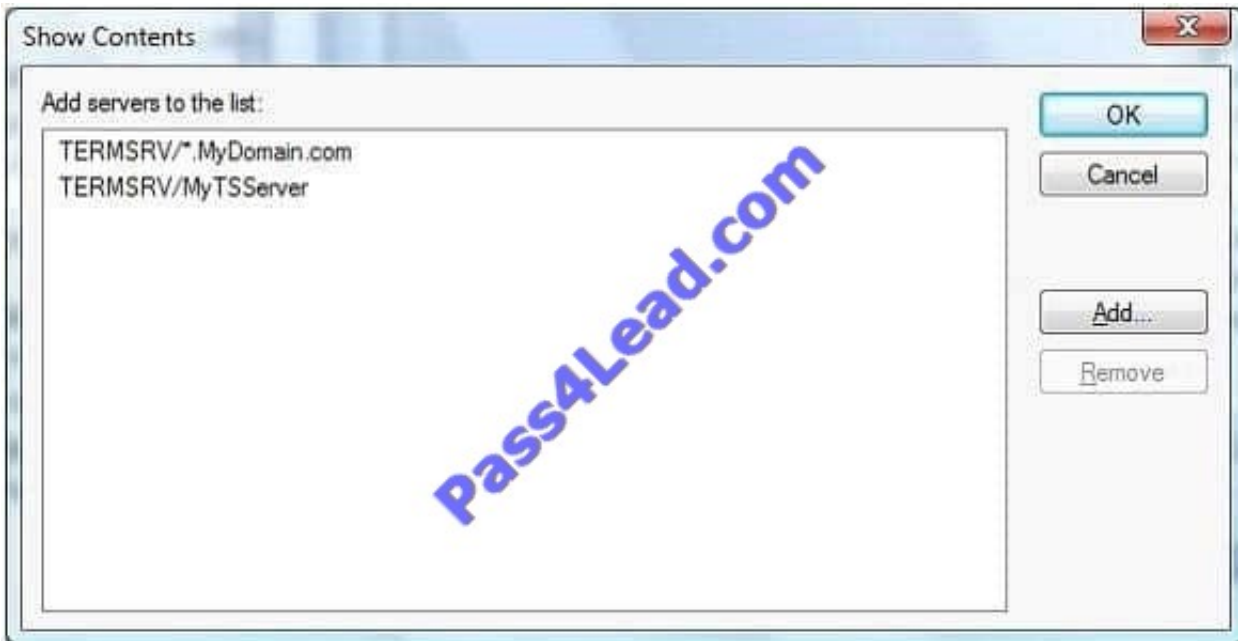 Show Contents
Add servers to the list:
TERMSRV/*.MyDomain.com
TERMSRV/MyTSServer
OK
Cancel
Add...
Remove
Pass4Lead.com